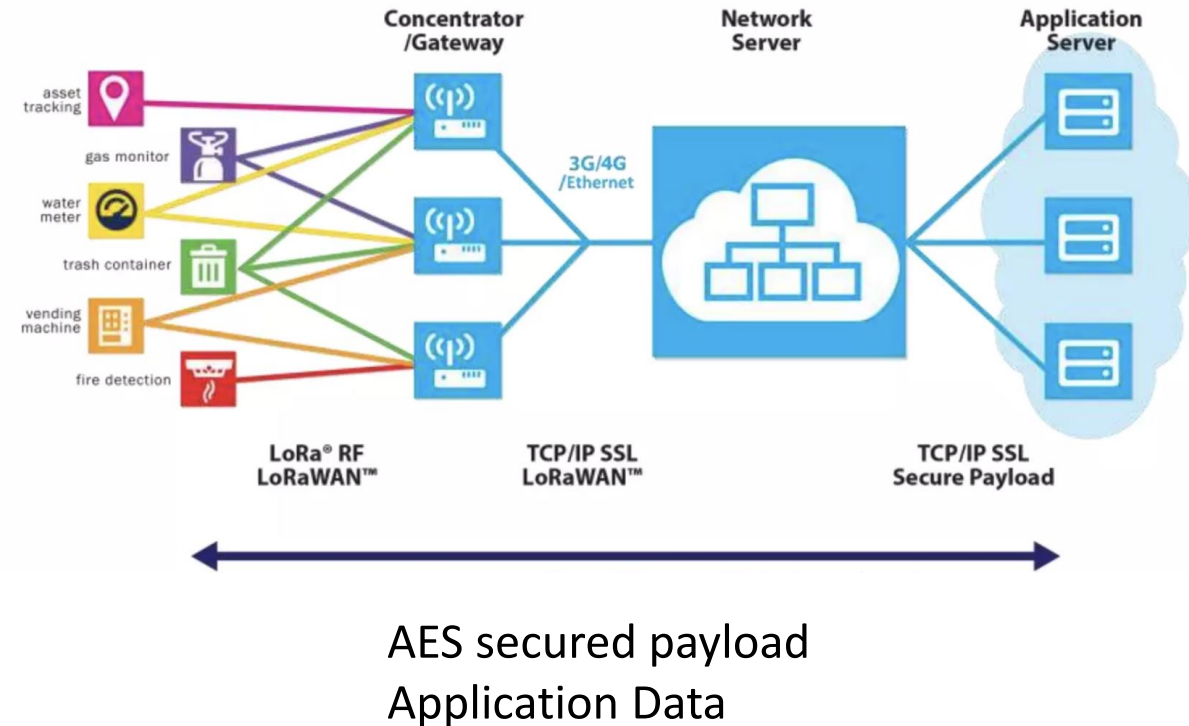 Concentrator
/Gateway
Network
Server
Application
Server
asset
tracking
gas monitor
water
meter
trash container
vending
machine
fire detection
3G/4G
/Ethernet
LoRa® RF
LoRaWAN™
TCP/IP SSL
LoRaWAN™
TCP/IP SSL
Secure Payload
AES secured payload
Application Data